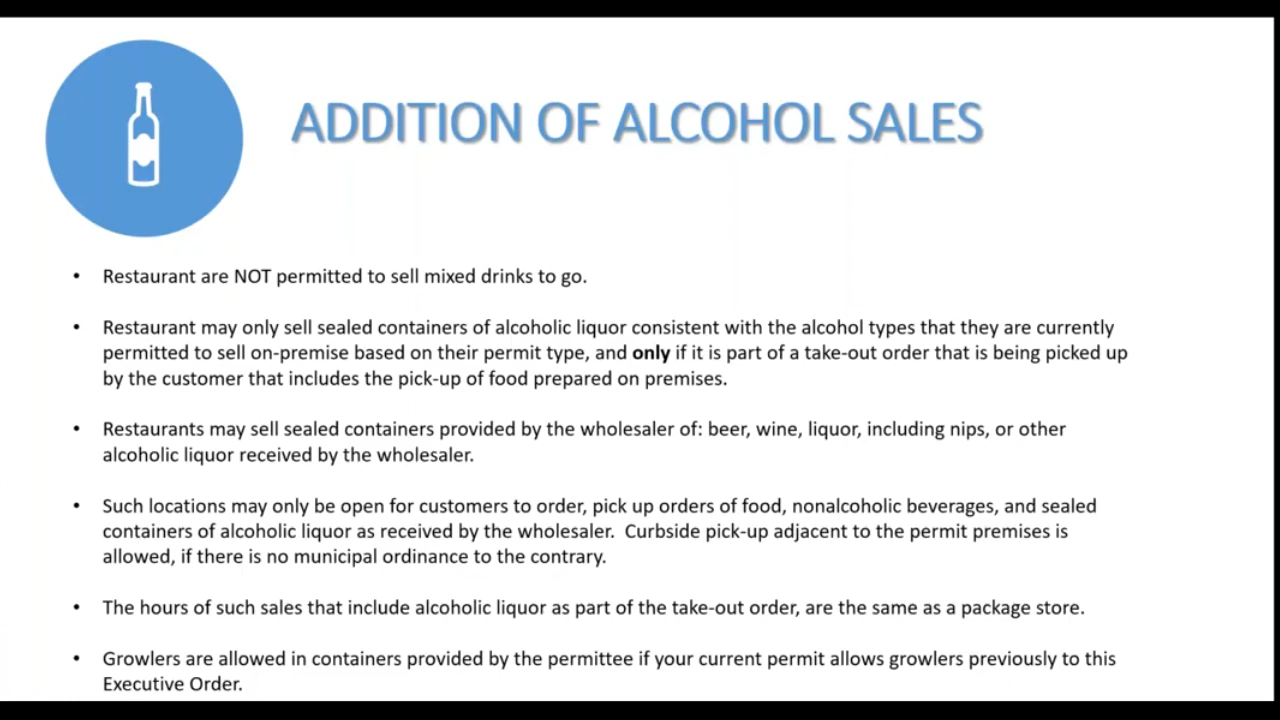 ADDITION OF ALCOHOL SALES
• Restaurant are NOT permitted to sell mixed drinks to go.
• Restaurant may only sell sealed containers of alcoholic liquor consistent with the alcohol types that they are currently
permitted to sell on-premise based on their permit type, and only if it is part of a take-out order that is being picked up
by the customer that includes the pick-up of food prepared on premises.
• Restaurants may sell sealed containers provided by the wholesaler of: beer, wine, liquor, including nips, or other
alcoholic liquor received by the wholesaler.
• Such locations may only be open for customers to order, pick up orders of food, nonalcoholic beverages, and sealed
containers of alcoholic liquor as received by the wholesaler.  Curbside pick-up adjacent to the permit premises is
allowed, if there is no municipal ordinance to the contrary.
• The hours of such sales that include alcoholic liquor as part of the take-out order, are the same as a package store.
• Growlers are allowed in containers provided by the permittee if your current permit allows growlers previously to this
Executive Order.